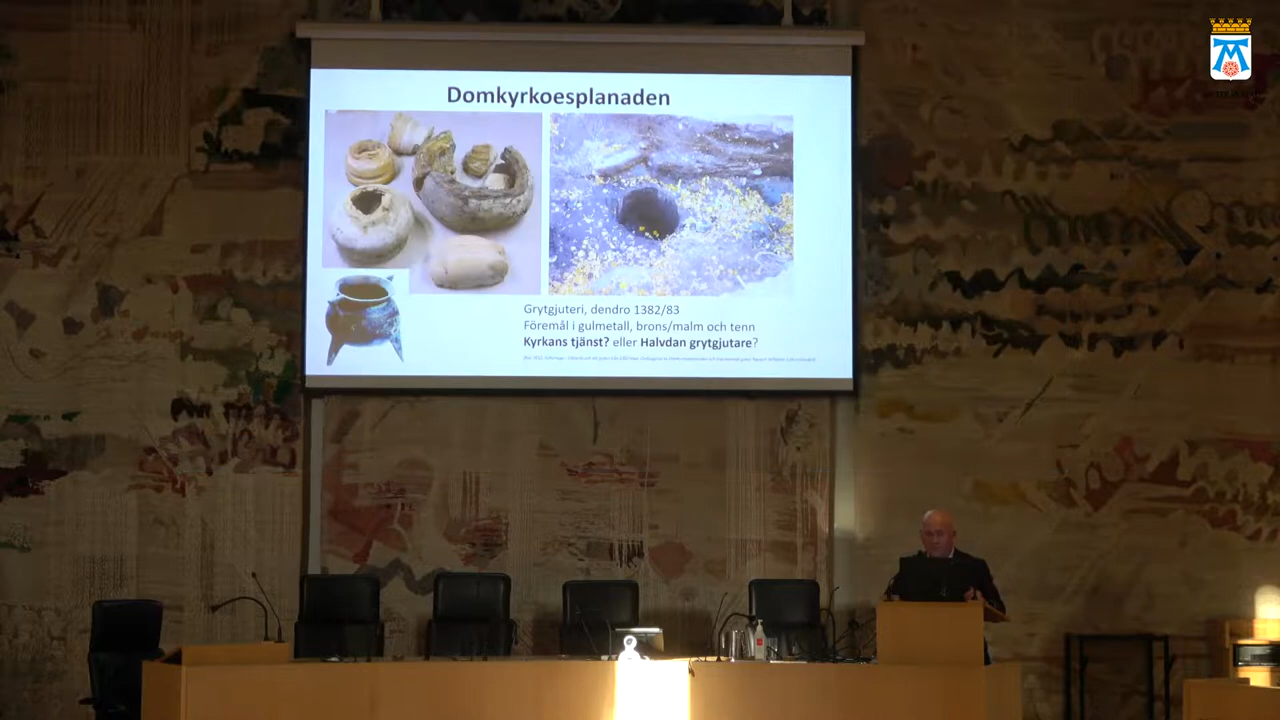 Domkyrkoesplanaden
Grytgjuteri, dendro 1382/83
Föremål i gulmetall, brons/malm och tenn
Kyrkans tjänst? eller Halvdan grytgjutare?